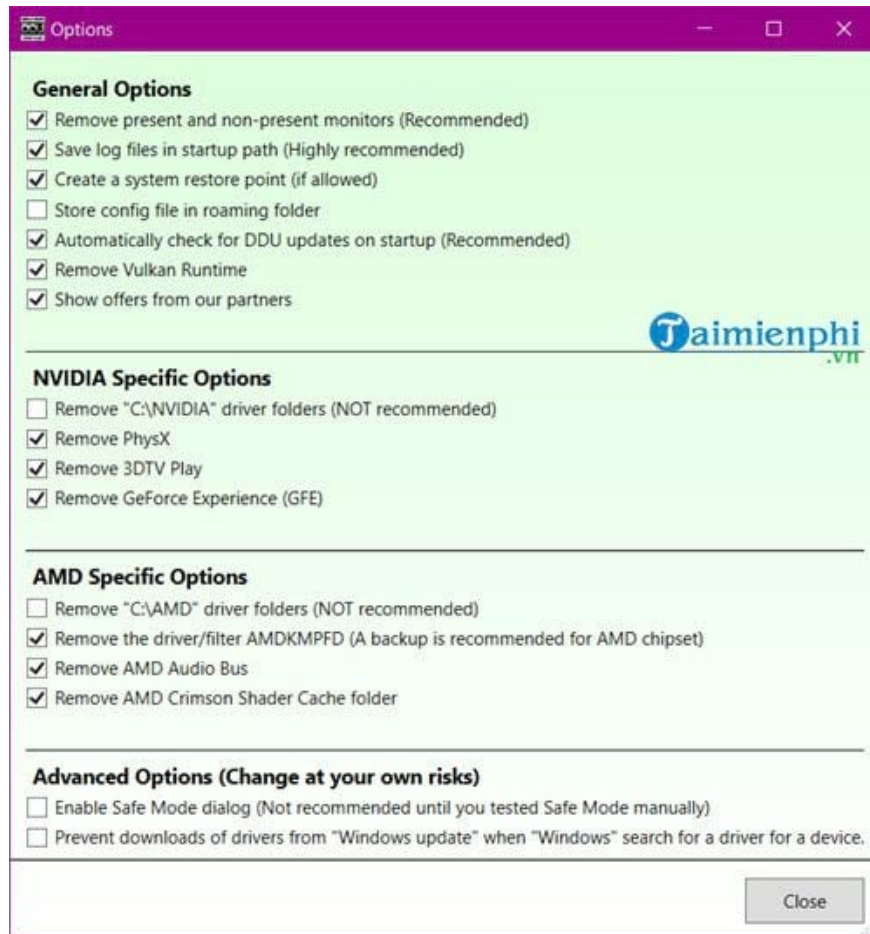 Options
General Options
Remove present and non-present monitors (Recommended)
Save log files in startup path (Highly recommended)
Create a system restore point (if allowed)
Store config file in roaming folder
Automatically check for DDU updates on startup (Recommended)
Remove Vulkan Runtime
Show offers from our partners
Taimienphi
.vn
NVIDIA Specific Options
Remove "C:\NVIDIA" driver folders (NOT recommended)
Remove PhysX
Remove 3DTV Play
Remove GeForce Experience (GFE)
AMD Specific Options
Remove "C:\AMD" driver folders (NOT recommended)
Remove the driver/filter AMDKMPFD (A backup is recommended for AMD chipset)
Remove AMD Audio Bus
Remove AMD Crimson Shader Cache folder
Advanced Options (Change at your own risks)
Enable Safe Mode dialog (Not recommended until you tested Safe Mode manually)
Prevent downloads of drivers from "Windows update" when "Windows" search for a driver for a device.
Close